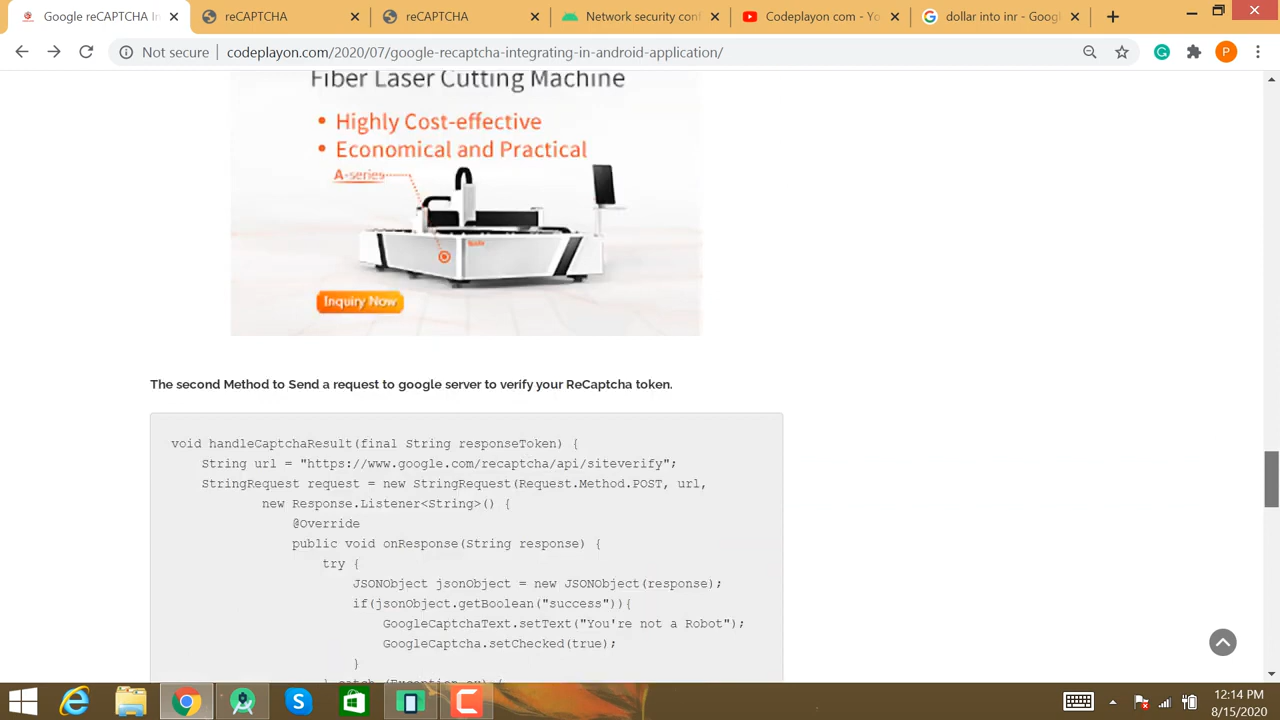 Google reCAPTCHA In
reCAPTCHA
reCAPTCHA
Network security con
Codeplayon com - Yo
dollar into inr - Goog
Not secure
codeplayon.com/2020/07/google-recaptcha-integrating-in-android-application/
P
Fiber Laser Cutting Machine
• Highly Cost-effective
• Economical and Practical
A-series
Inquiry Now
The second Method to Send a request to google server to verify your ReCaptcha token.
void handleCaptchaResult(final String responseToken) {
String url = "https://www.google.com/recaptcha/api/siteverify";
StringRequest request = new StringRequest(Request.Method.POST, url,
new Response.Listener<String>() {
@Override
public void onResponse(String response) {
try {
JSONObject jsonObject = new JSONObject(response);
if(jsonObject.getBoolean("success")){
GoogleCaptchaText.setText("You're not a Robot");
GoogleCaptcha.setChecked(true);
}
} catch (Exception ex) {
12:14 PM
8/15/2020